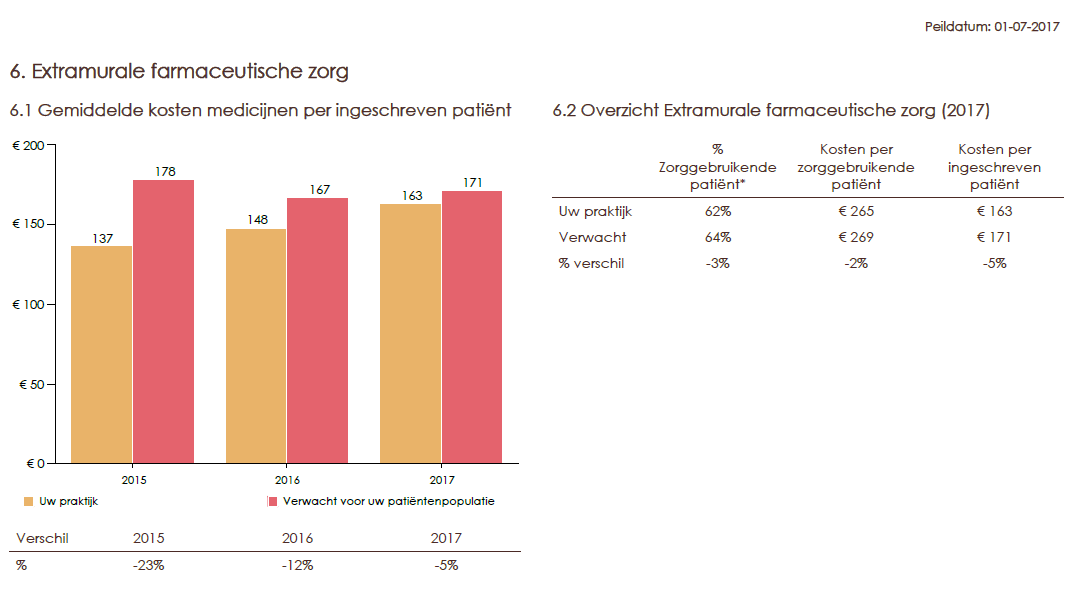 Peildatum: 01-07-2017
6. Extramurale farmaceutische zorg
6.1 Gemiddelde kosten medicijnen per ingeschreven patiënt
€ 200
€ 150
€ 100
€ 50
€ 0
137
178
148
167
163
171
2015
2016
2017
Uw praktijk
Verwacht voor uw patiëntenpopulatie
Verschil 2015 2016 2017
% -23% -12% -5%
6.2 Overzicht Extramurale farmaceutische zorg (2017)
% Kosten per Kosten per
Zorggebruikende zorggebruikende ingeschreven
patiënt* patiënt patiënt
Uw praktijk 62% € 265 € 163
Verwacht 64% € 269 € 171
% verschil -3% -2% -5%